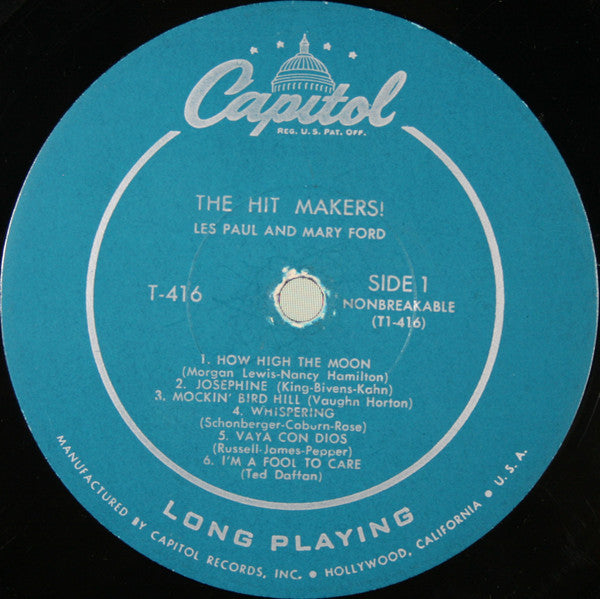 Capitol
REG. U.S. PAT. OFF.
THE HIT MAKERS!
LES PAUL AND MARY FORD
T-416
SIDE 1
NONBREAKABLE
(T1-416)
1. HOW HIGH THE MOON
(Morgan Lewis-Nancy Hamilton)
2. JOSEPHINE (King-Bivens-Kahn)
3. MOCKIN' BIRD HILL (Vaughn Horton)
4. WHISPERING
(Schonberger-Coburn-Rose)
5. VAYA CON DIOS
(Russell-James-Pepper)
6. I'M A FOOL TO CARE
(Ted Daffan)
LONG PLAYING
MANUFACTURED BY CAPITOL RECORDS, INC. • HOLLYWOOD, CALIFORNIA • U.S.A.